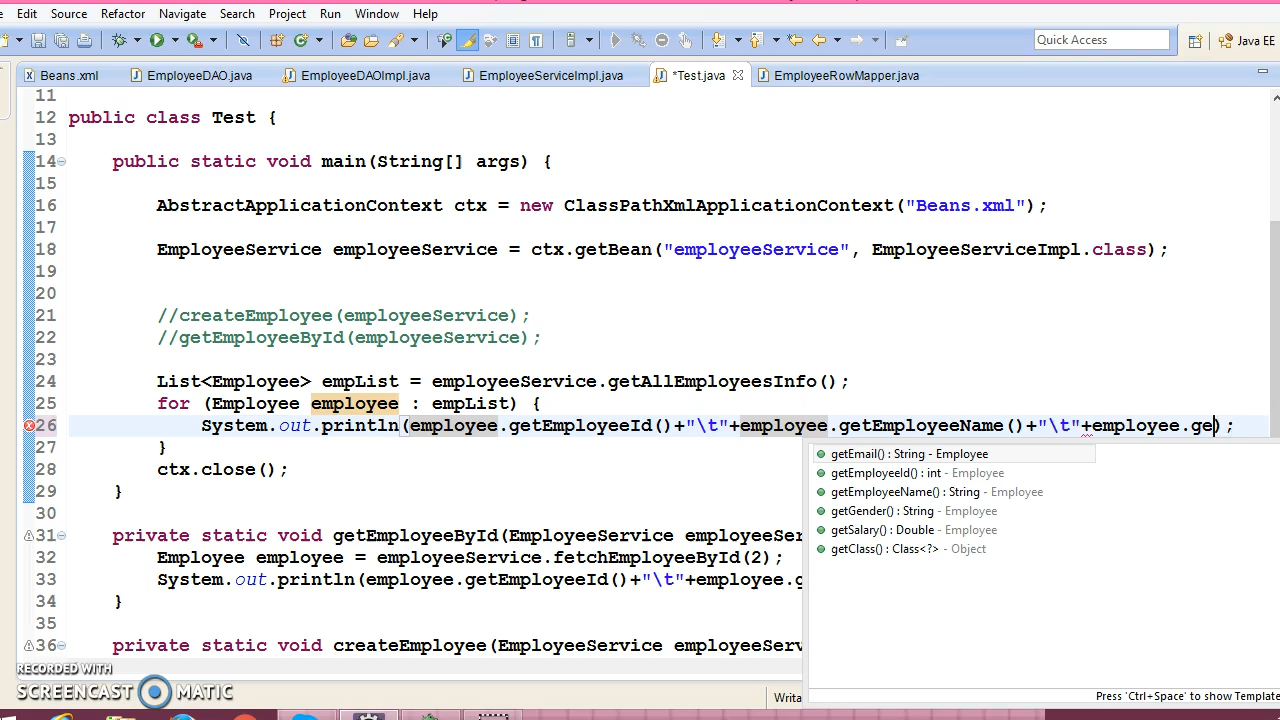 Edit Source Refactor Navigate Search Project Run Window Help
Quick Access Java EE
Beans.xml EmployeeDAO.java EmployeeDAOImpl.java EmployeeServiceImpl.java *Test.java EmployeeRowMapper.java
11
12 public class Test {
13
14 public static void main(String[] args) {
15
16 AbstractApplicationContext ctx = new ClassPathXmlApplicationContext("Beans.xml");
17
18 EmployeeService employeeService = ctx.getBean("employeeService", EmployeeServiceImpl.class);
19
20
21 //createEmployee(employeeService);
22 //getEmployeeById(employeeService);
23
24 List<Employee> empList = employeeService.getAllEmployeesInfo();
25 for (Employee employee : empList) {
26 System.out.println(employee.getEmployeeId()+"\t"+employee.getEmployeeName()+"\t"+employee.ge);
27 }
28 ctx.close();
29 }
30
31 private static void getEmployeeById(EmployeeService employeeSer
32 Employee employee = employeeService.fetchEmployeeById(2);
33 System.out.println(employee.getEmployeeId()+"\t"+employee.g
34 }
35
36 private static void createEmployee(EmployeeService employeeServ
getEmail() : String - Employee
getEmployeeId() : int - Employee
getEmployeeName() : String - Employee
getGender() : String - Employee
getSalary() : Double - Employee
getClass() : Class<?> - Object
Press 'Ctrl+Space' to show Template
RECORDED WITH
SCREENCAST MATIC
Writa